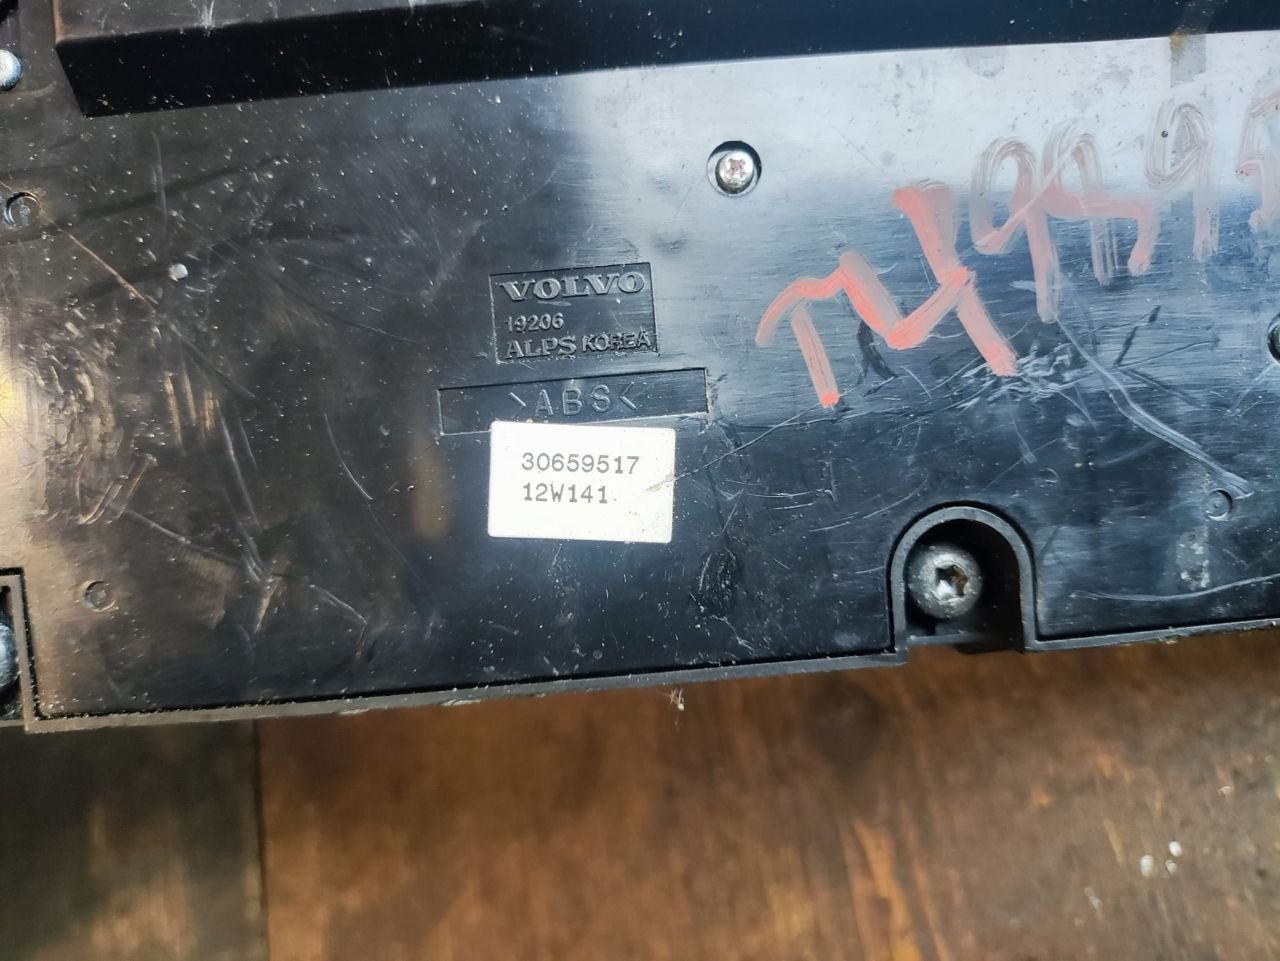 VOLVO
19206
ALPS KOREA
>ABS<
30659517
12W141